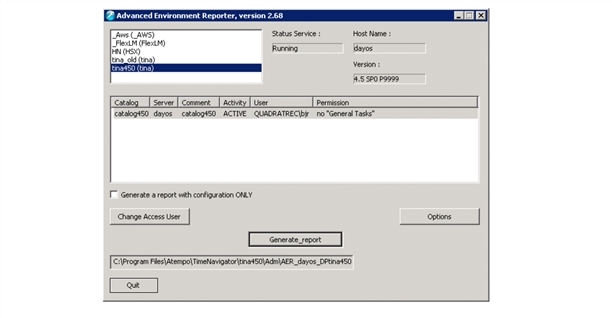 Advanced Environment Reporter, version 2.68
_Aws (_AWS)
_FlexLM (FlexLM)
HN (HSX)
tina_old (tina)
tina450 (tina)
Status Service :
Running
Host Name :
dayos
Version :
4.5 SP0 P9999
Catalog Server Comment Activity User Permission
catalog450 dayos catalog450 ACTIVE QUADRATREC\bjr no "General Tasks"
Generate a report with configuration ONLY
Change Access User
Options
Generate_report
C:\Program Files\Atempo\TimeNavigator\tina450\Adm\AER_dayos_DPtina450
Quit